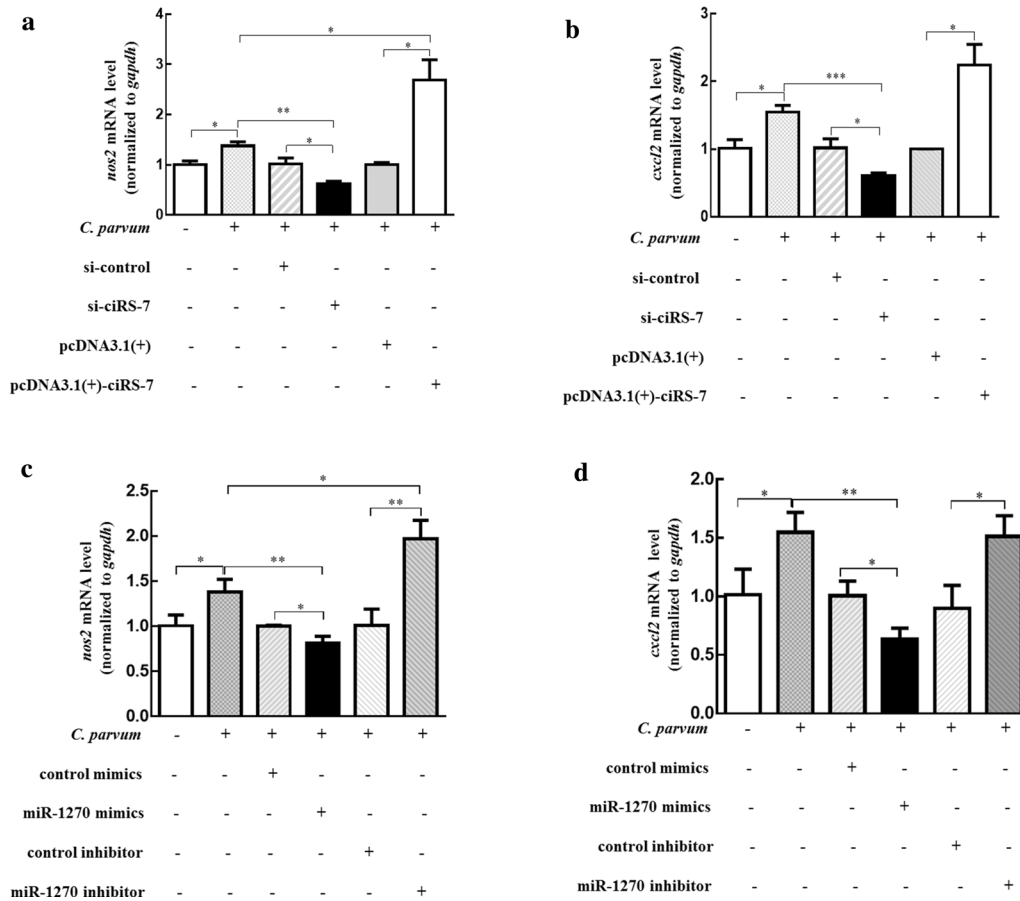 a
nos2 mRNA level
(normalized to gapdh)
4
3
2
1
0
*
*
**
*
*
C. parvum - + + + + +
si-control - - + - - -
si-ciRS-7 - - - + - -
pcDNA3.1(+) - - - - + -
pcDNA3.1(+)-ciRS-7 - - - - - +
b
cxcl2 mRNA level
(normalized to gapdh)
3
2
1
0
*
***
*
*
C. parvum - + + + + +
si-control - - + - - -
si-ciRS-7 - - - + - -
pcDNA3.1(+) - - - - + -
pcDNA3.1(+)-ciRS-7 - - - - - +
c
nos2 mRNA level
(normalized to gapdh)
2.5
2.0
1.5
1.0
0.5
0.0
*
**
*
**
*
C. parvum - + + + + +
control mimics - - + - - -
miR-1270 mimics - - - + - -
control inhibitor - - - - + -
miR-1270 inhibitor - - - - - +
d
cxcl2 mRNA level
(normalized to gapdh)
2.0
1.5
1.0
0.5
0.0
*
**
*
*
C. parvum - + + + + +
control mimics - - + - - -
miR-1270 mimics - - - + - -
control inhibitor - - - - + -
miR-1270 inhibitor - - - - - +